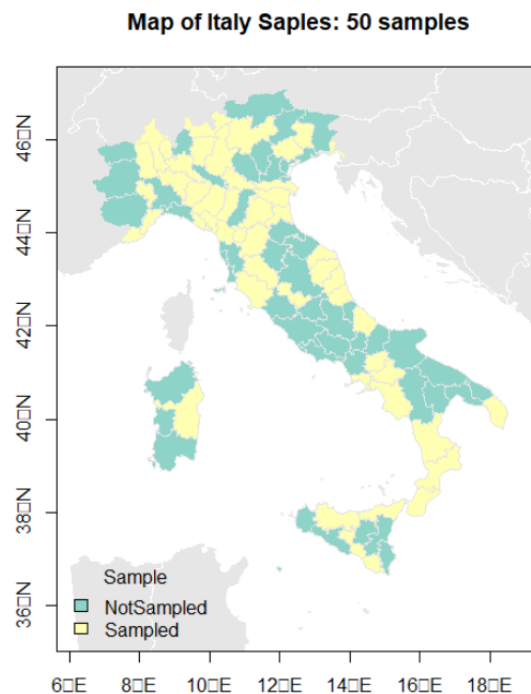 Map of Italy Saples: 50 samples
46▯N
44▯N
42▯N
40▯N
38▯N
36▯N
Sample
NotSampled
Sampled
6▯E
8▯E
10▯E
12▯E
14▯E
16▯E
18▯E